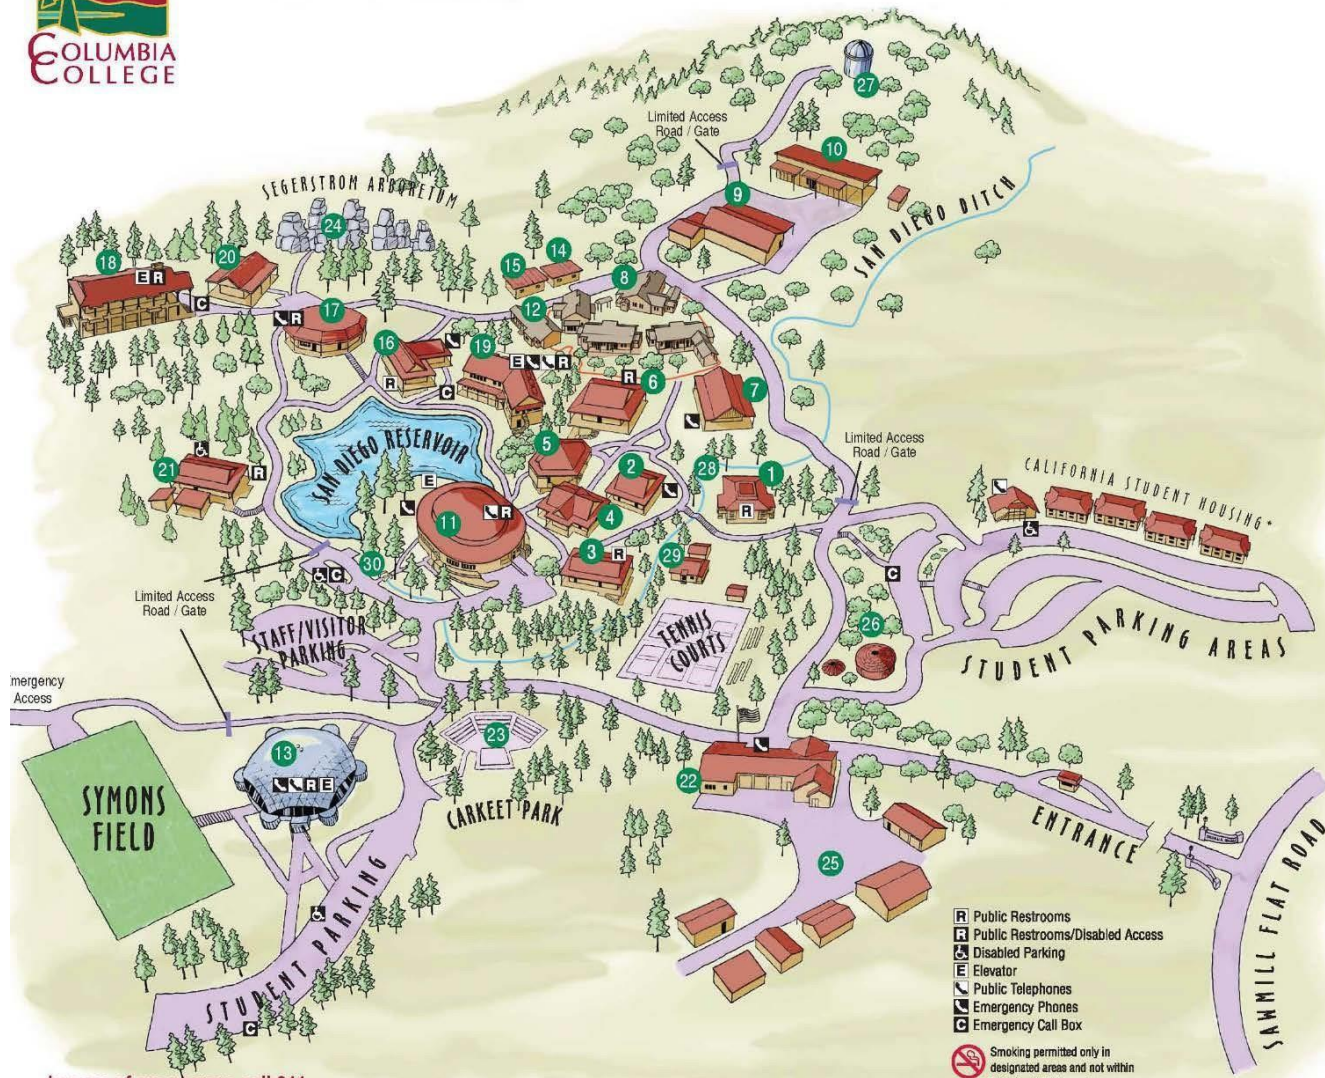 COLUMBIA
COLLEGE
27
Limited Access
Road / Gate
10
9
SEGERSTROM ARBORETUM
24
SAN DIEGO DITCH
18
E R
20
C
15
14
8
12
17
R
16
R
19
E R
C
R
6
7
SAN DIEGO RESERVOIR
21
R
E
5
2
28
1
R
Limited Access
Road / Gate
CALIFORNIA STUDENT HOUSING*
11
R
4
3
R
29
30
C
C
Limited Access
Road / Gate
STAFF/VISITOR
PARKING
TENNIS
COURTS
26
STUDENT PARKING AREAS
mergency
Access
13
R E
23
CARKEET PARK
22
SYMONS
FIELD
25
ENTRANCE
SAWMILL FLAT ROAD
STUDENT PARKING
C
R Public Restrooms
R Public Restrooms/Disabled Access
Disabled Parking
E Elevator
Public Telephones
Emergency Phones
C Emergency Call Box
Smoking permitted only in
designated areas and not within